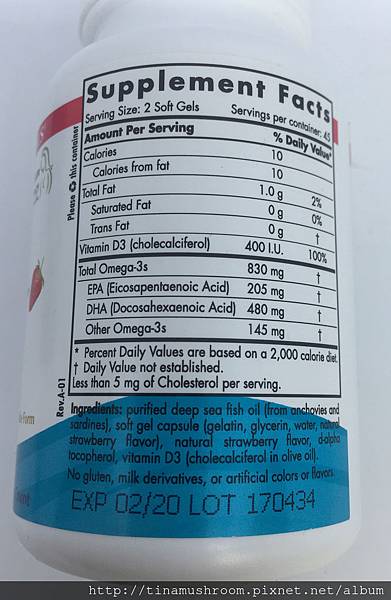 Supplement Facts
Serving Size: 2 Soft Gels Servings per container: 45
Amount Per Serving % Daily Value*
Calories 10
Calories from fat 10
Total Fat 1.0 g 2%
Saturated Fat 0 g 0%
Trans Fat 0 g †
Vitamin D3 (cholecalciferol) 400 I.U. 100%
Total Omega-3s 830 mg †
EPA (Eicosapentaenoic Acid) 205 mg †
DHA (Docosahexaenoic Acid) 480 mg †
Other Omega-3s 145 mg †
* Percent Daily Values are based on a 2,000 calorie diet.
† Daily Value not established.
Less than 5 mg of Cholesterol per serving.
Please this container
Rev.A-01
Ingredients: purified deep sea fish oil (from anchovies and
sardines), soft gel capsule (gelatin, glycerin, water, natural
strawberry flavor), natural strawberry flavor, d-alpha
tocopherol, vitamin D3 (cholecalciferol in olive oil).
No gluten, milk derivatives, or artificial colors or flavors.
EXP 02/20 LOT 170434
http://tinamushroom.pixnet.net/album